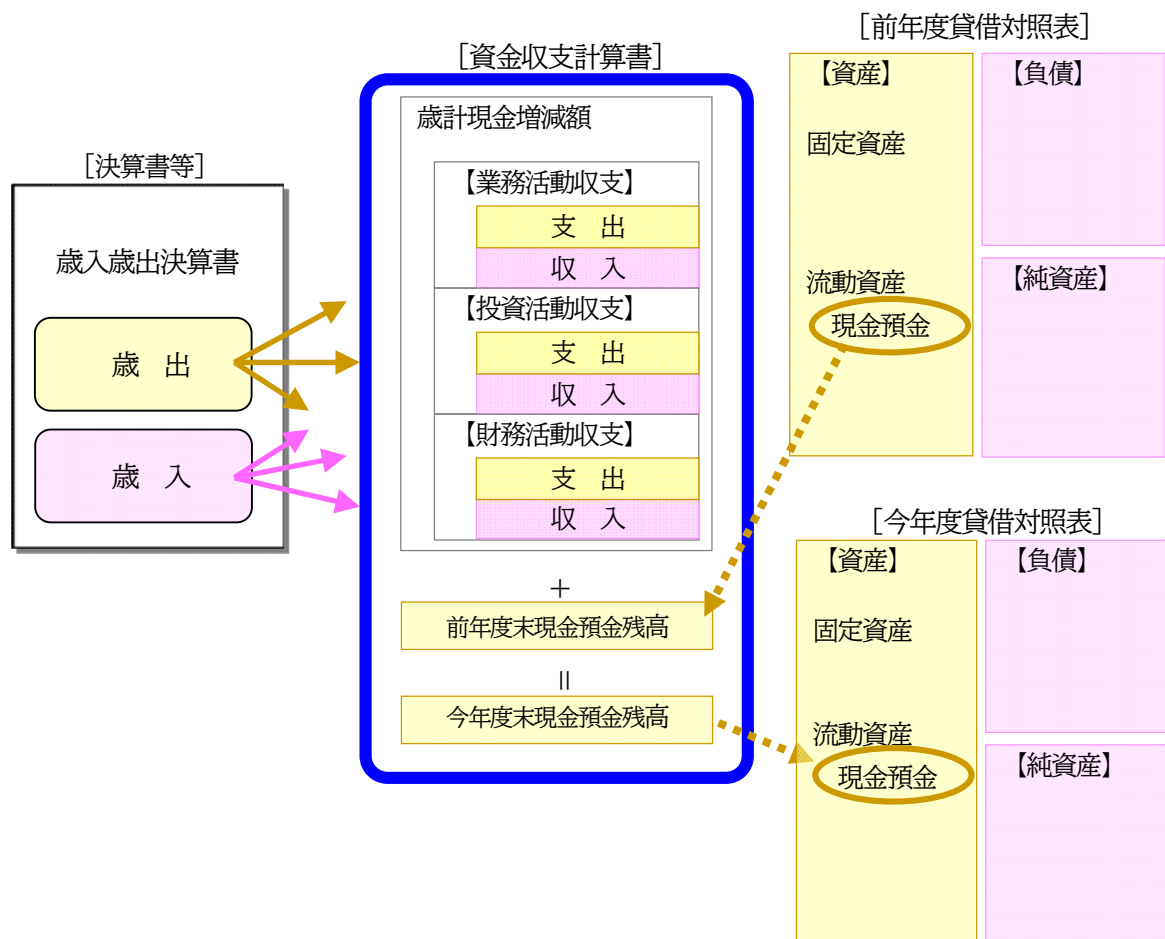 ［決算書等］
歳入歳出決算書
歳　出
歳　入
［資金収支計算書］
歳計現金増減額
【業務活動収支】
支　出
収　入
【投資活動収支】
支　出
収　入
【財務活動収支】
支　出
収　入
＋
前年度末現金預金残高
＝
今年度末現金預金残高
［前年度貸借対照表］
【資産】
固定資産
流動資産
現金預金
【負債】
【純資産】
［今年度貸借対照表］
【資産】
固定資産
流動資産
現金預金
【負債】
【純資産】